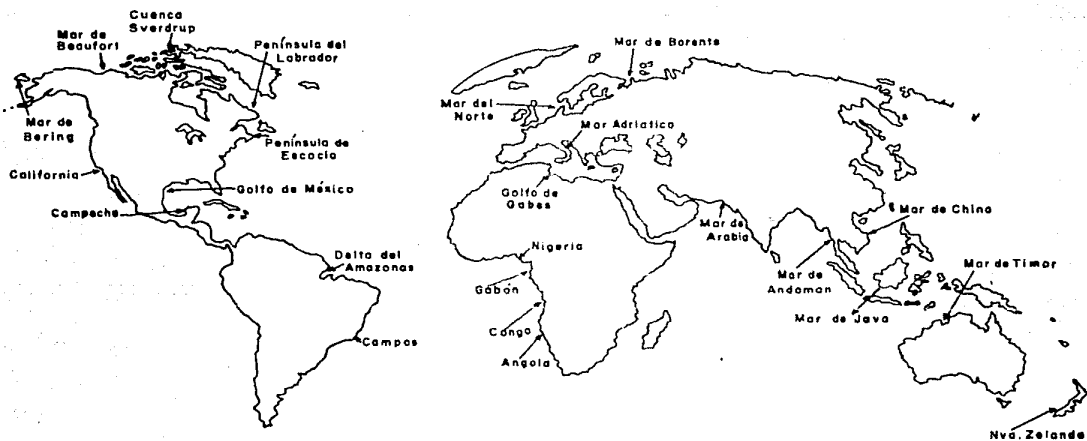 Cuenca
Sverdrup
Mar de
Beaufort
Península del
Labrador
Mar de
Bering
Península de
Escocia
California
Golfo de México
Campeche
Delta del
Amazonas
Campos
Mar de Barents
Mar del
Norte
Mar Adriatico
Golfo de
Gabes
Nigeria
Gabón
Congo
Angola
Mar de
Arabia
Mar de China
Mar de
Andaman
Mar de Java
Mar de Timor
Nva. Zelanda